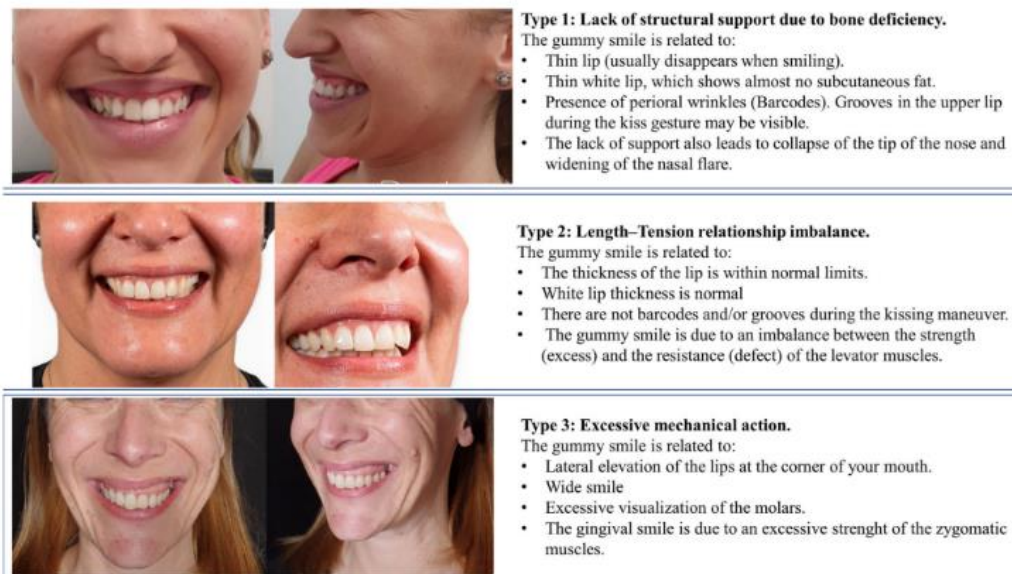 Type 1: Lack of structural support due to bone deficiency.
The gummy smile is related to:
• Thin lip (usually disappears when smiling).
• Thin white lip, which shows almost no subcutaneous fat.
• Presence of perioral wrinkles (Barcodes). Grooves in the upper lip
during the kiss gesture may be visible.
• The lack of support also leads to collapse of the tip of the nose and
widening of the nasal flare.
Type 2: Length–Tension relationship imbalance.
The gummy smile is related to:
• The thickness of the lip is within normal limits.
• White lip thickness is normal
• There are not barcodes and/or grooves during the kissing maneuver.
• The gummy smile is due to an imbalance between the strength
(excess) and the resistance (defect) of the levator muscles.
Type 3: Excessive mechanical action.
The gummy smile is related to:
• Lateral elevation of the lips at the corner of your mouth.
• Wide smile
• Excessive visualization of the molars.
• The gingival smile is due to an excessive strenght of the zygomatic
muscles.